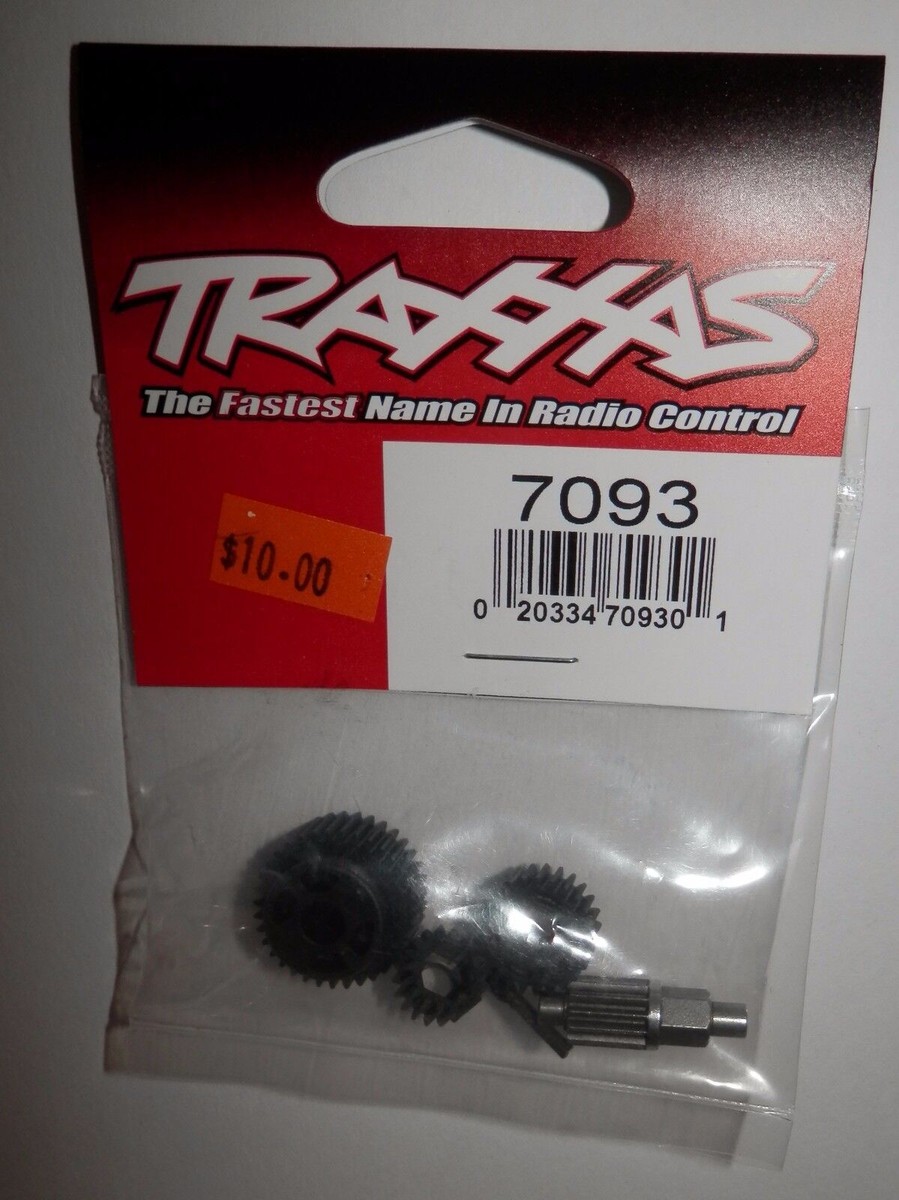 TRAXXAS
The Fastest Name In Radio Control
7093
$10.00
0 20334 70930 1